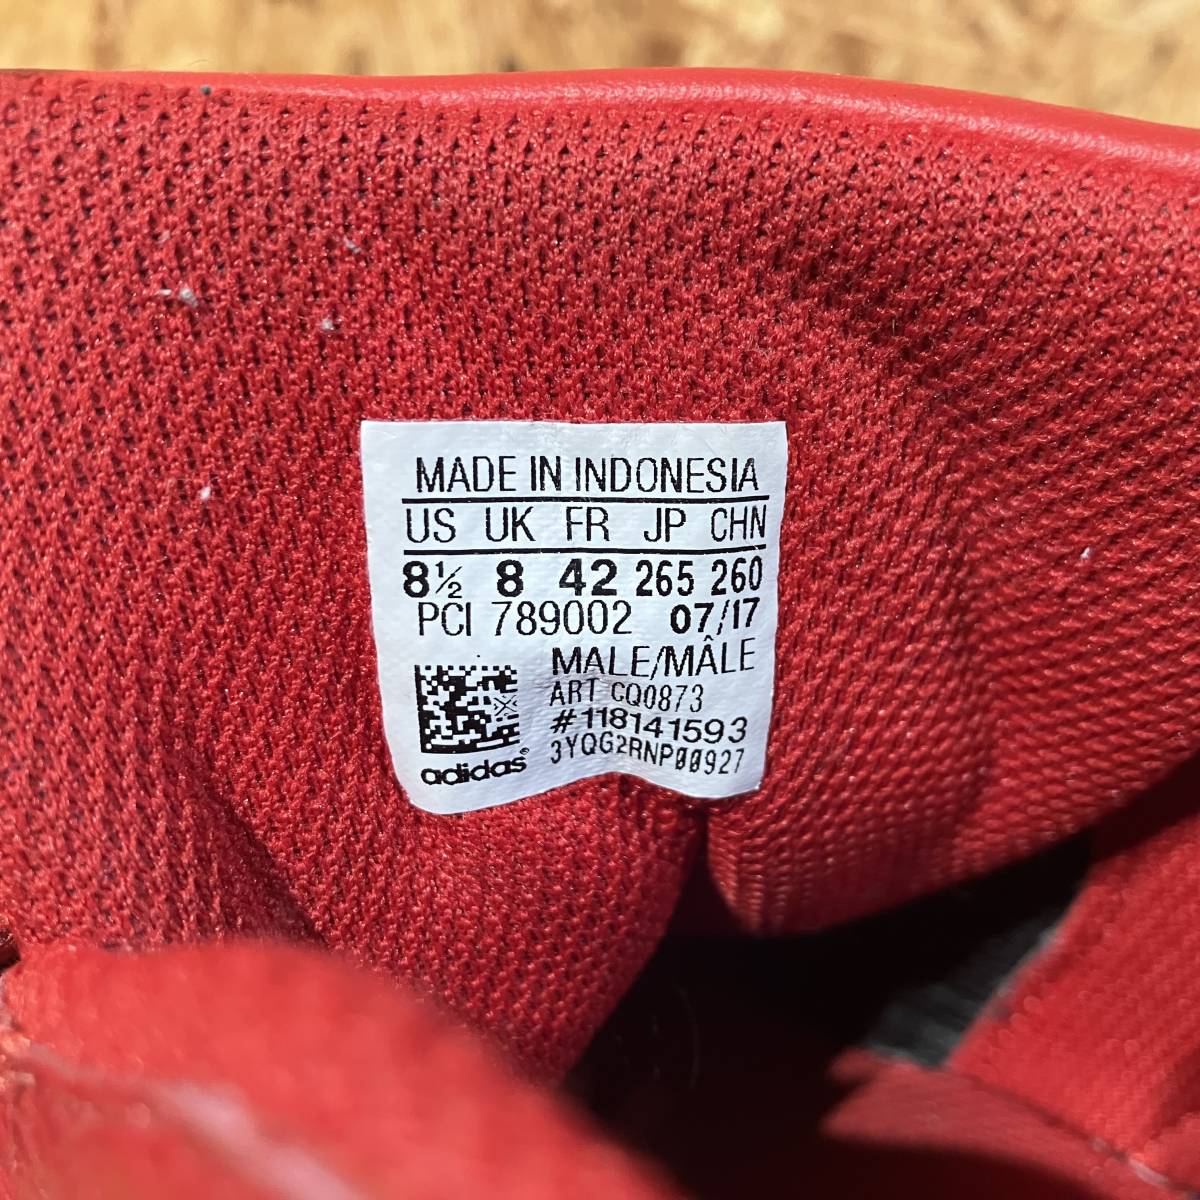 MADE IN INDONESIA
US UK FR JP CHN
8½ 8 42 265 260
PCI 789002 07/17
MALE/MÂLE
ART CQ0873
#118141593
3YQG2RNP00927
adidas®